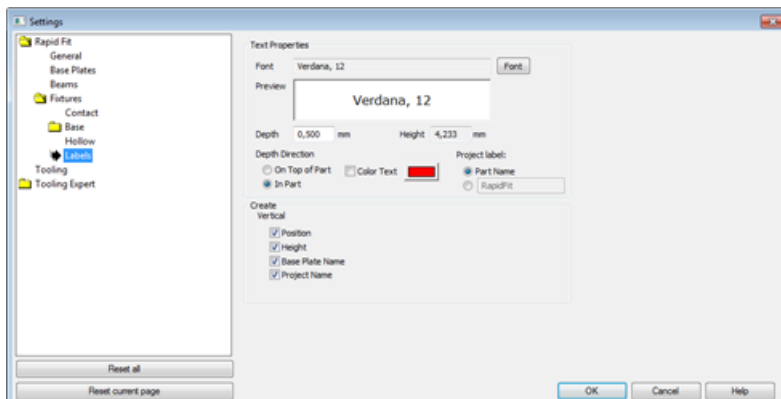 Settings
Rapid Fit
General
Base Plates
Beams
Fixtures
Contact
Base
Hollow
Labels
Tooling
Tooling Expert
Reset all
Reset current page
Text Properties
Font Verdana, 12 Font
Preview Verdana, 12
Depth 0,500 mm Height 4,233 mm
Depth Direction Project label:
On Top of Part Color Text Part Name
In Part RapidFit
Create
Vertical
Position
Height
Base Plate Name
Project Name
OK Cancel Help